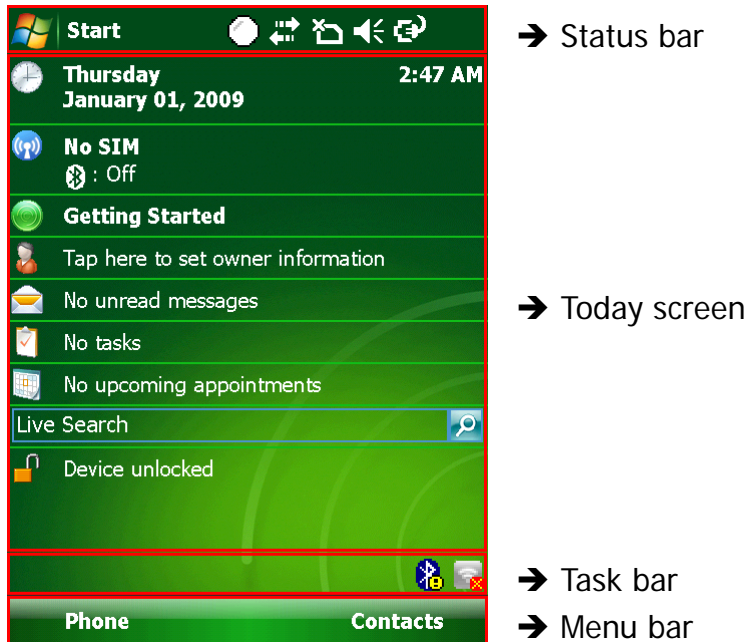 Start
➔ Status bar
Thursday 2:47 AM
January 01, 2009
No SIM
: Off
Getting Started
Tap here to set owner information
No unread messages
➔ Today screen
No tasks
No upcoming appointments
Live Search
Device unlocked
➔ Task bar
Phone Contacts
➔ Menu bar